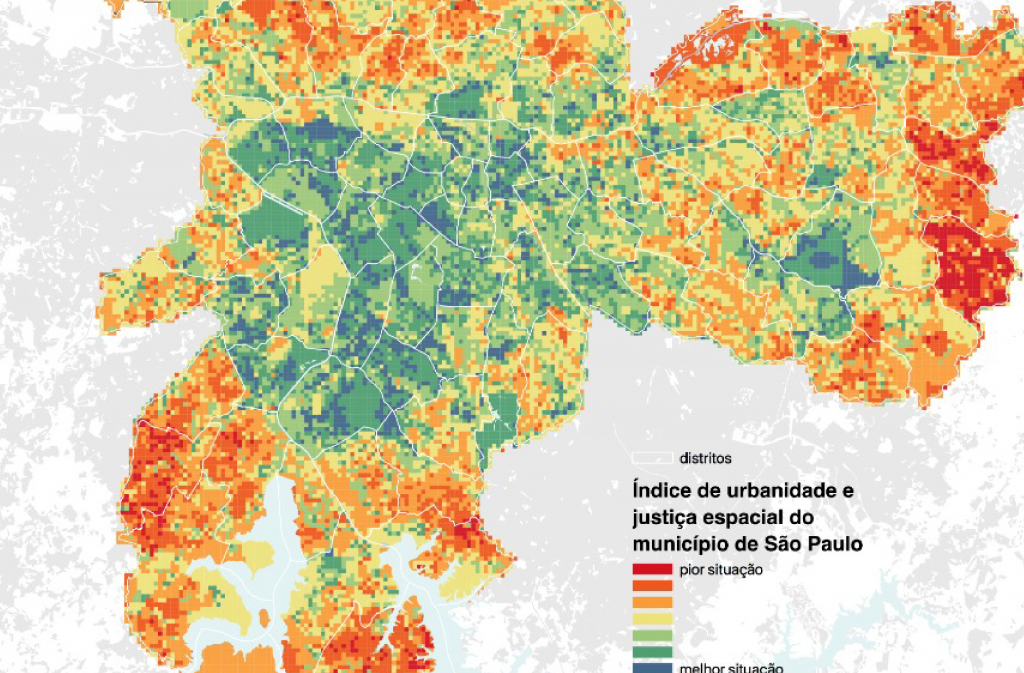 distritos
Índice de urbanidade e
justiça espacial do
município de São Paulo
pior situação
melhor situação